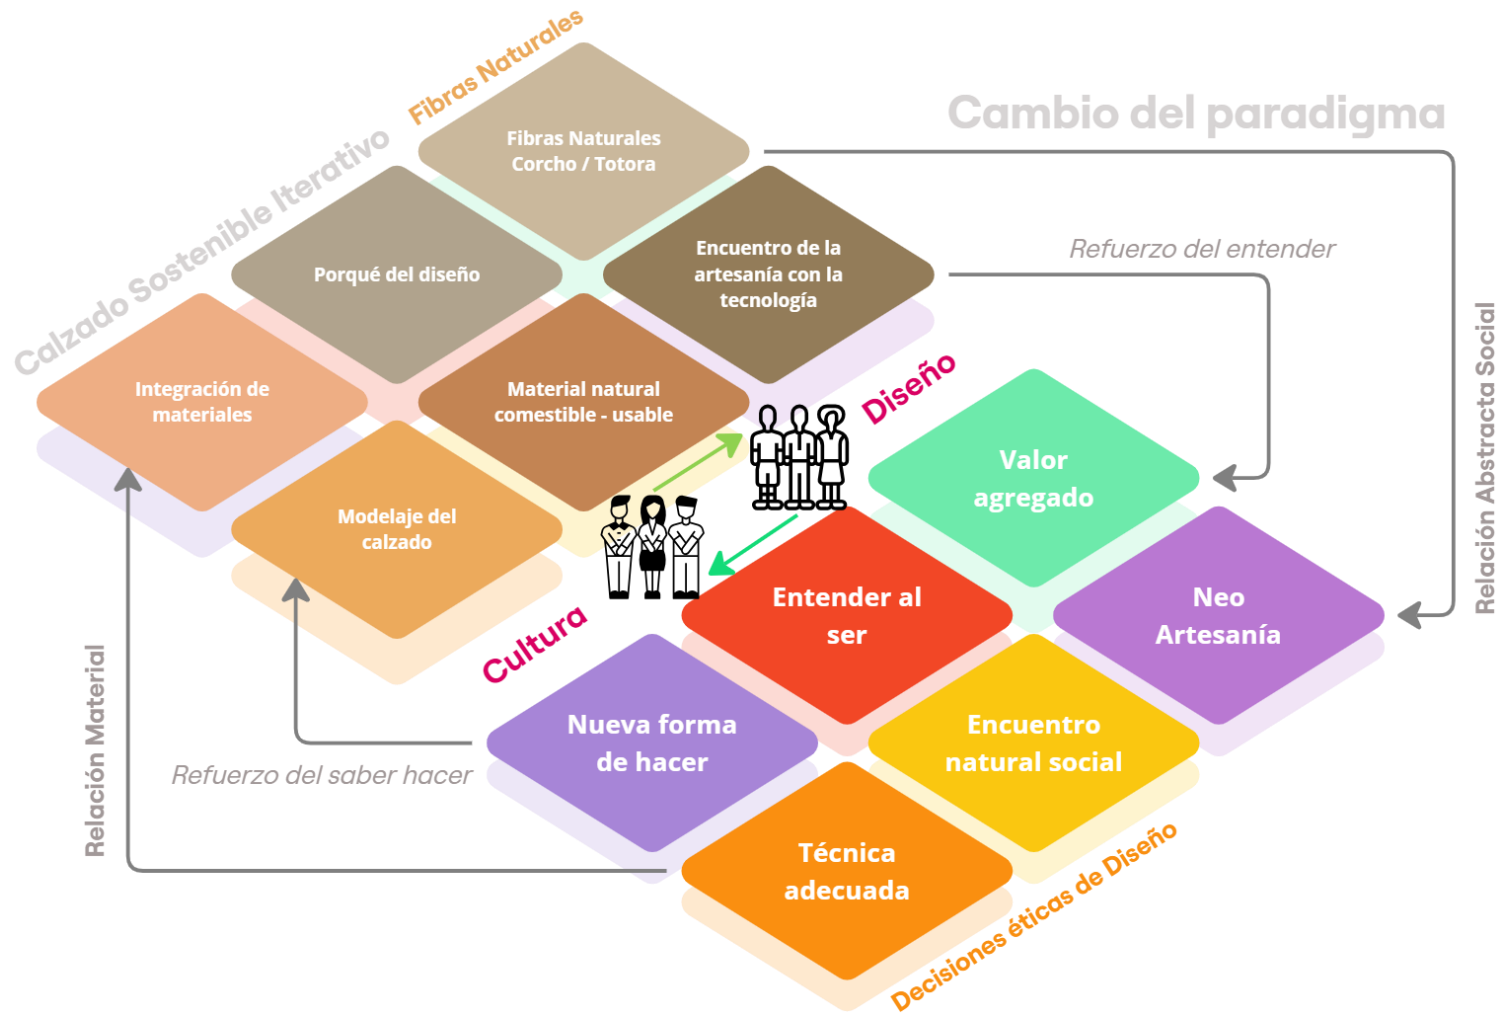 Fibras Naturales
Cambio del paradigma
Calzado Sostenible Iterativo
Fibras Naturales
Corcho / Totora
Porqué del diseño
Encuentro de la
artesanía con la
tecnología
Refuerzo del entender
Relación Abstracta Social
Integración de
materiales
Material natural
comestible - usable
Diseño
Modelaje del
calzado
Valor
agregado
Cultura
Entender al
ser
Neo
Artesanía
Relación Material
Refuerzo del saber hacer
Nueva forma
de hacer
Encuentro
natural social
Técnica
adecuada
Decisiones éticas de Diseño